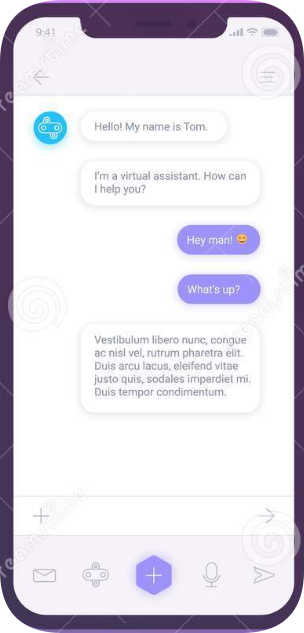 9:41
Hello! My name is Tom.
I'm a virtual assistant. How can
I help you?
Hey man! 😊
What's up?
Vestibulum libero nunc, congue
ac nisl vel, rutrum pharetra elit.
Duis arcu lacus, eleifend vitae
justo quis, sodales imperdiet mi.
Duis tempor condimentum.